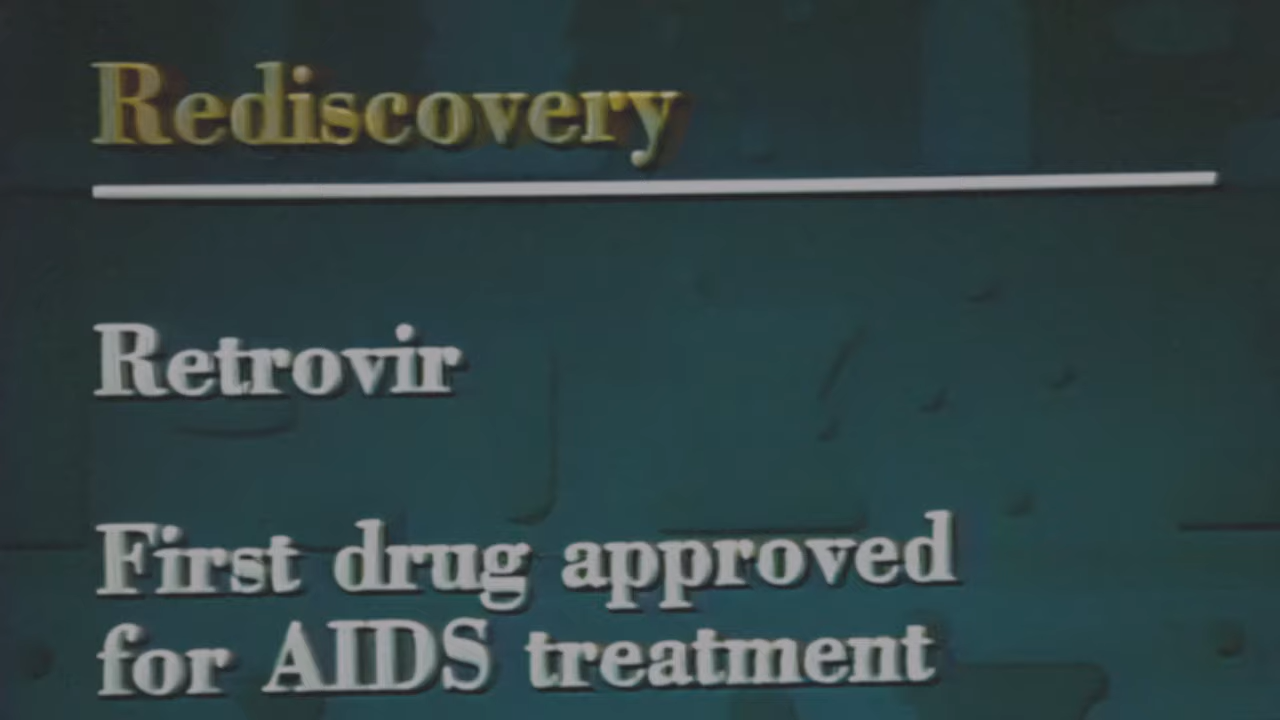 Rediscovery
Retrovir
First drug approved
for AIDS treatment